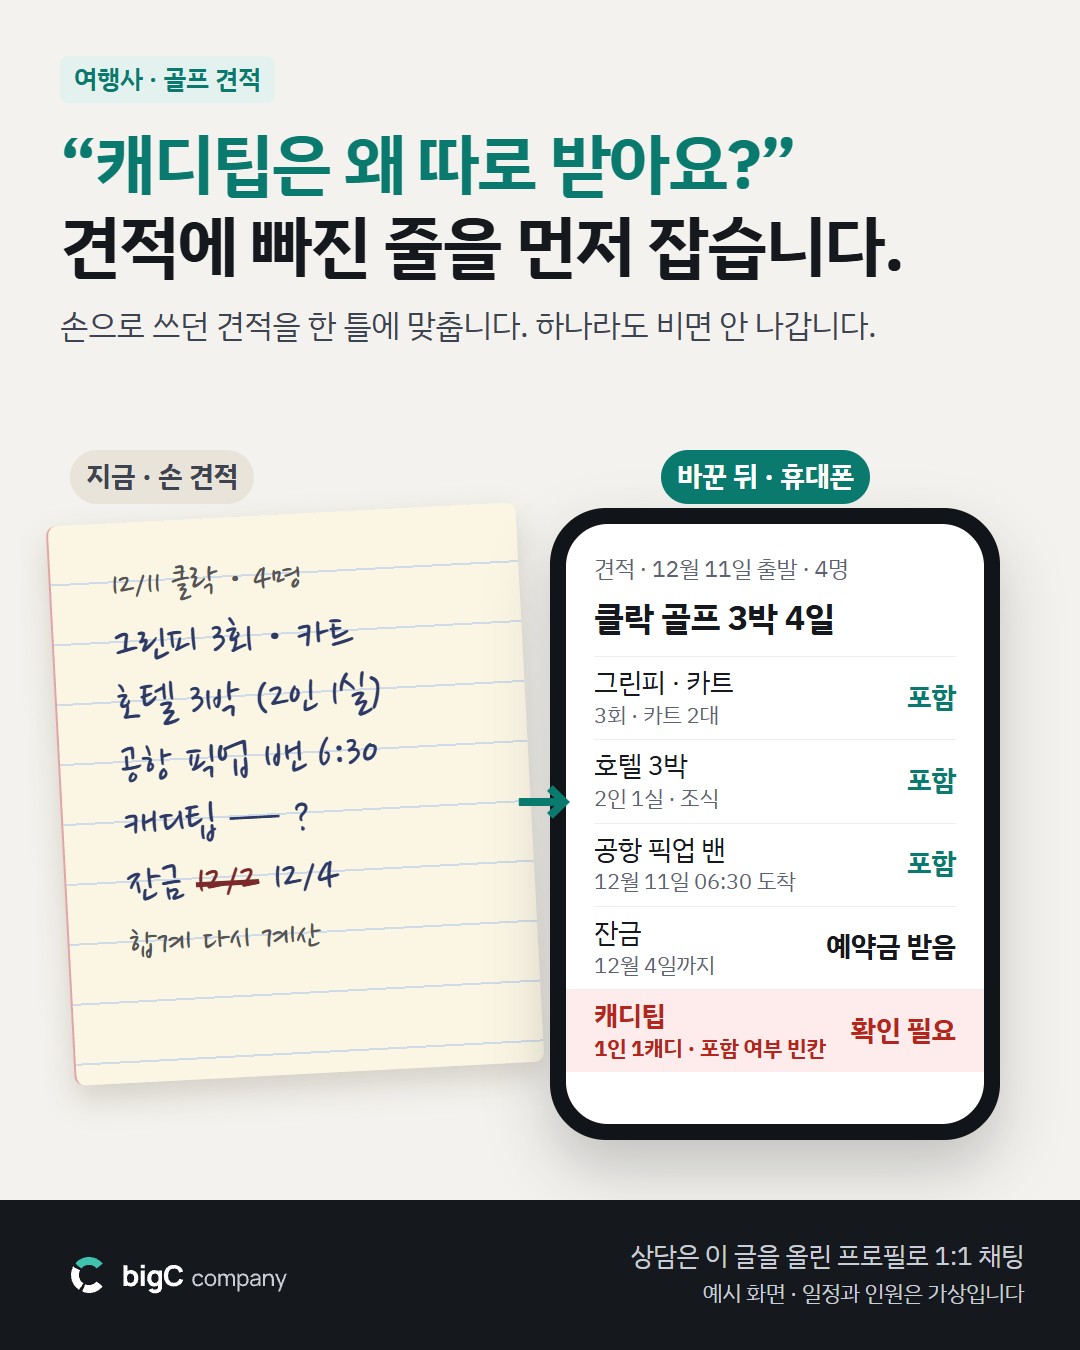 여행사 · 골프 견적
“캐디팁은 왜 따로 받아요?”
견적에 빠진 줄을 먼저 잡습니다.
손으로 쓰던 견적을 한 틀에 맞춥니다. 하나라도 비면 안 나갑니다.
지금 · 손 견적
12/11 클락 · 4명
그린피 3회 · 카트
호텔 3박 (2인 1실)
공항 픽업 밴 6:30
캐디팁 — ?
잔금 12/2 12/4
합계 다시 계산
바꾼 뒤 · 휴대폰
견적 · 12월 11일 출발 · 4명
클락 골프 3박 4일
그린피 · 카트
3회 · 카트 2대
포함
호텔 3박
2인 1실 · 조식
포함
공항 픽업 밴
12월 11일 06:30 도착
포함
잔금
12월 4일까지
예약금 받음
캐디팁
1인 1캐디 · 포함 여부 빈칸
확인 필요
bigC company
상담은 이 글을 올린 프로필로 1:1 채팅
예시 화면 · 일정과 인원은 가상입니다